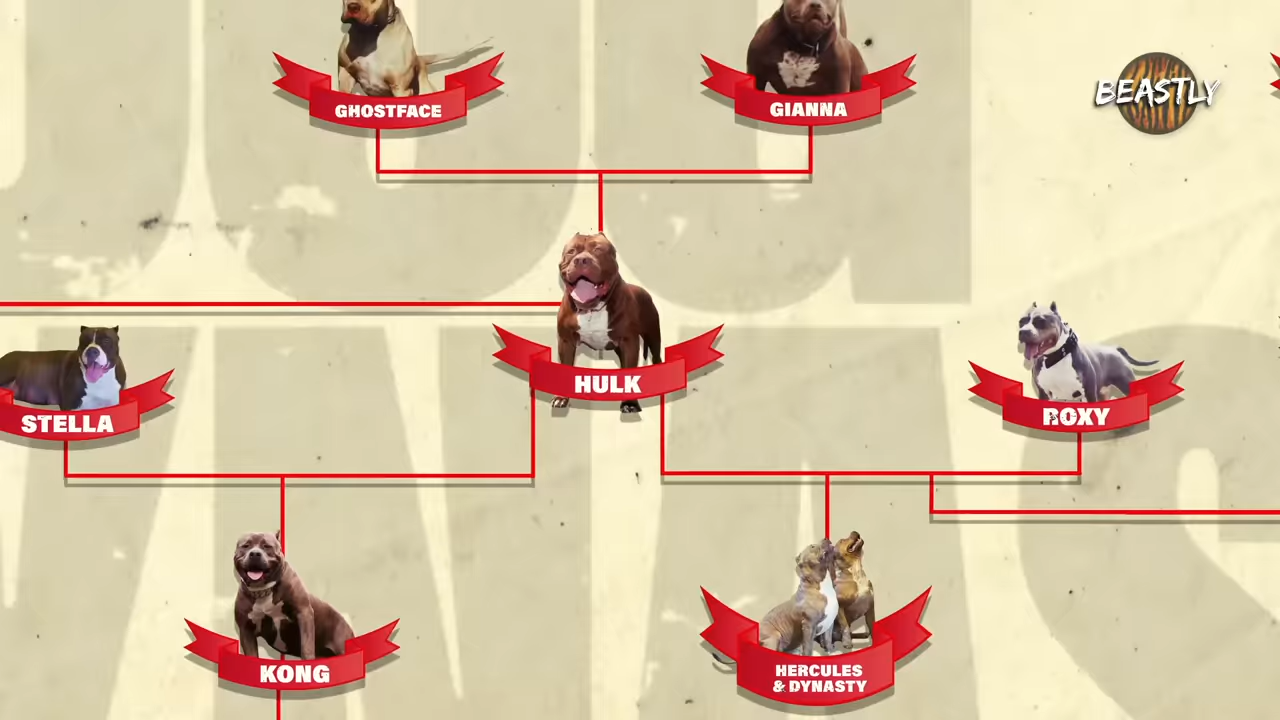 GHOSTFACE
GIANNA
BEASTLY
HULK
STELLA
ROXY
KONG
HERCULES
& DYNASTY